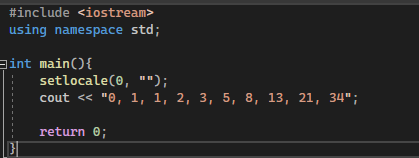 #include <iostream>
using namespace std;
int main(){
setlocale(0, "");
cout << "0, 1, 1, 2, 3, 5, 8, 13, 21, 34";
return 0;
}